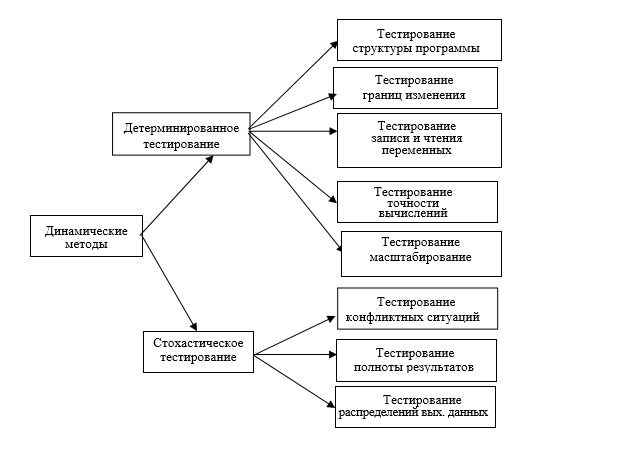 Тестирование
структуры программы
Тестирование
границ изменения
Детерминированное
тестирование
Тестирование
записи и чтения
переменных
Тестирование
точности
вычислений
Динамические
методы
Тестирование
масштабирование
Тестирование
конфликтных ситуаций
Стохастическое
тестирование
Тестирование
полноты результатов
Тестирование
распределений вых. данных